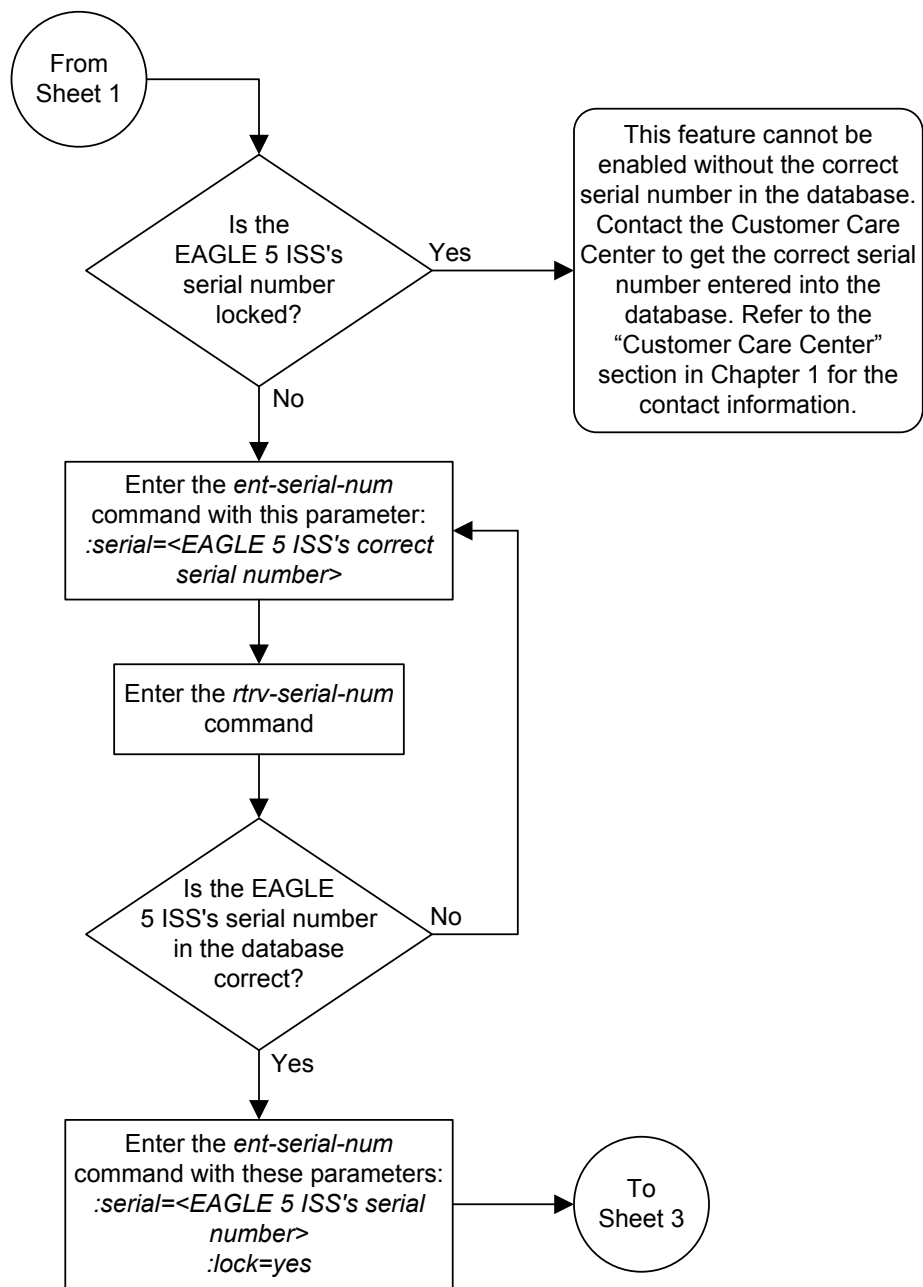 From
Sheet 1
Is the
EAGLE 5 ISS's
serial number
locked?
Yes
This feature cannot be
enabled without the correct
serial number in the database.
Contact the Customer Care
Center to get the correct serial
number entered into the
database. Refer to the
“Customer Care Center”
section in Chapter 1 for the
contact information.
No
Enter the ent-serial-num
command with this parameter:
:serial=<EAGLE 5 ISS's correct
serial number>
Enter the rtrv-serial-num
command
Is the EAGLE
5 ISS's serial number
in the database
correct?
No
Yes
Enter the ent-serial-num
command with these parameters:
:serial=<EAGLE 5 ISS's serial
number>
:lock=yes
To
Sheet 3